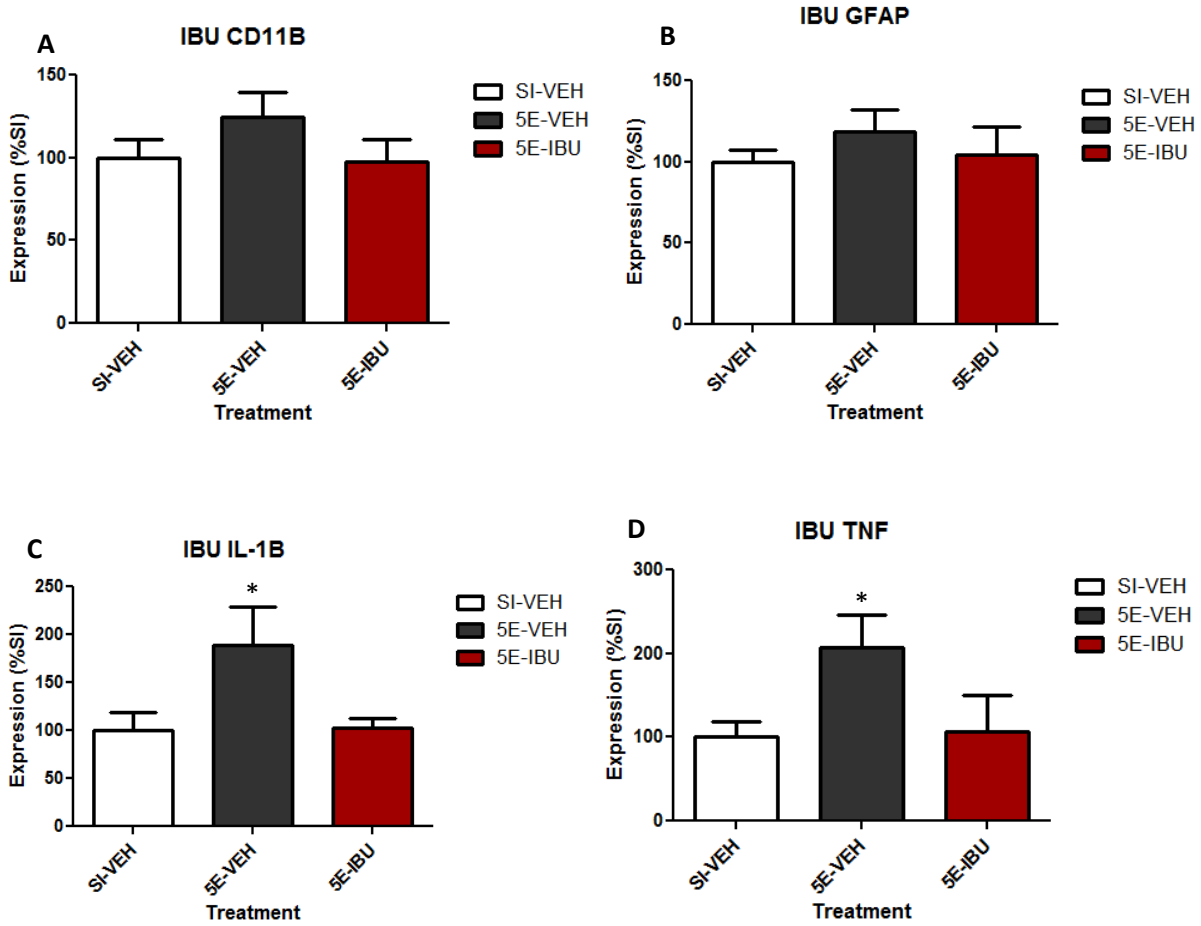 A
IBU CD11B
150
100
50
0
Expression (%SI)
SI-VEH
5E-VEH
5E-IBU
Treatment
SI-VEH
5E-VEH
5E-IBU
B
IBU GFAP
150
100
50
0
Expression (%SI)
SI-VEH
5E-VEH
5E-IBU
Treatment
SI-VEH
5E-VEH
5E-IBU
C
IBU IL-1B
250
200
150
100
50
0
Expression (%SI)
*
SI-VEH
5E-VEH
5E-IBU
Treatment
SI-VEH
5E-VEH
5E-IBU
D
IBU TNF
300
200
100
0
Expression (%SI)
*
SI-VEH
5E-VEH
5E-IBU
Treatment
SI-VEH
5E-VEH
5E-IBU